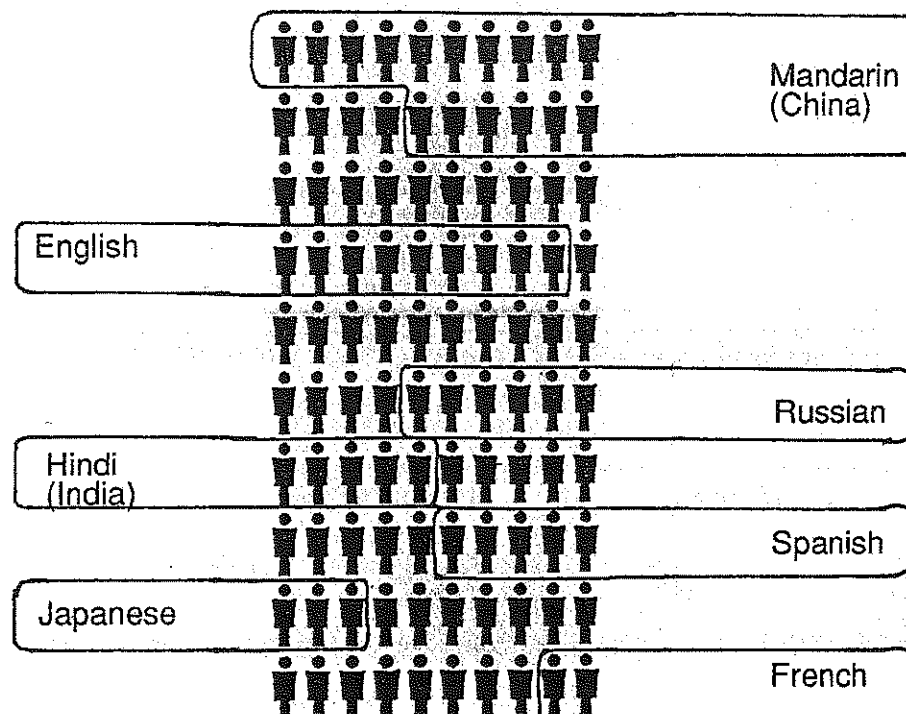 Mandarin
(China)
English
Russian
Hindi
(India)
Spanish
Japanese
French